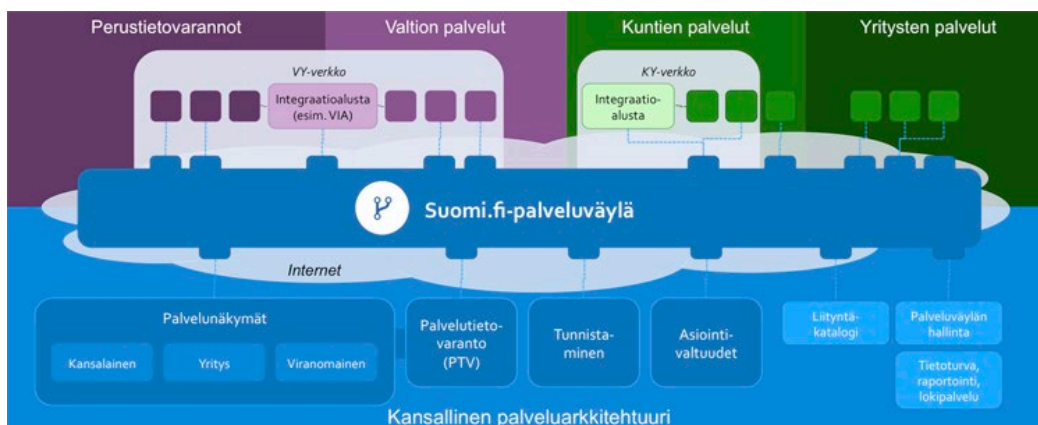 Perustietovarannot
Valtion palvelut
Kuntien palvelut
Yritysten palvelut
VY-verkko
KY-verkko
Integraatioalusta
(esim. VIA)
Integraatio-
alusta
Suomi.fi-palveluväylä
Internet
Palvelunäkymät
Kansalainen
Yritys
Viranomainen
Palvelutieto-
varanto
(PTV)
Tunnista-
minen
Asiointi-
valtuudet
Liityntä-
katalogi
Palveluväylän
hallinta
Tietoturva,
raportointi,
lokipalvelu
Kansallinen palveluarkkitehtuuri